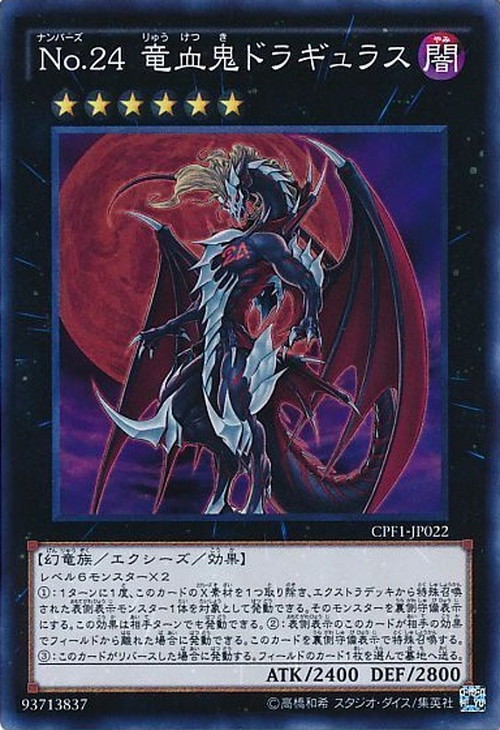 ナンバーズ りゅう けつ き
No.24 竜血鬼ドラギュラス
やみ
闇
24
CPF1-JP022
【幻竜族／エクシーズ／効果】
レベル６モンスター×２
①：１ターンに１度、このカードのX素材を１つ取り除き、エクストラデッキから特殊召喚
された表側表示モンスター１体を対象として発動できる。そのモンスターを裏側守備表示
にする。この効果は相手ターンでも発動できる。②：表側表示のこのカードが相手の効果
でフィールドから離れた場合発動できる。このカードを裏側守備表示で特殊召喚する。
③：このカードがリバースした場合に発動できる。フィールドのカード１枚を選んで墓地へ送る。
ATK/2400 DEF/2800
93713837
©高橋和希 スタジオ・ダイス/集英社